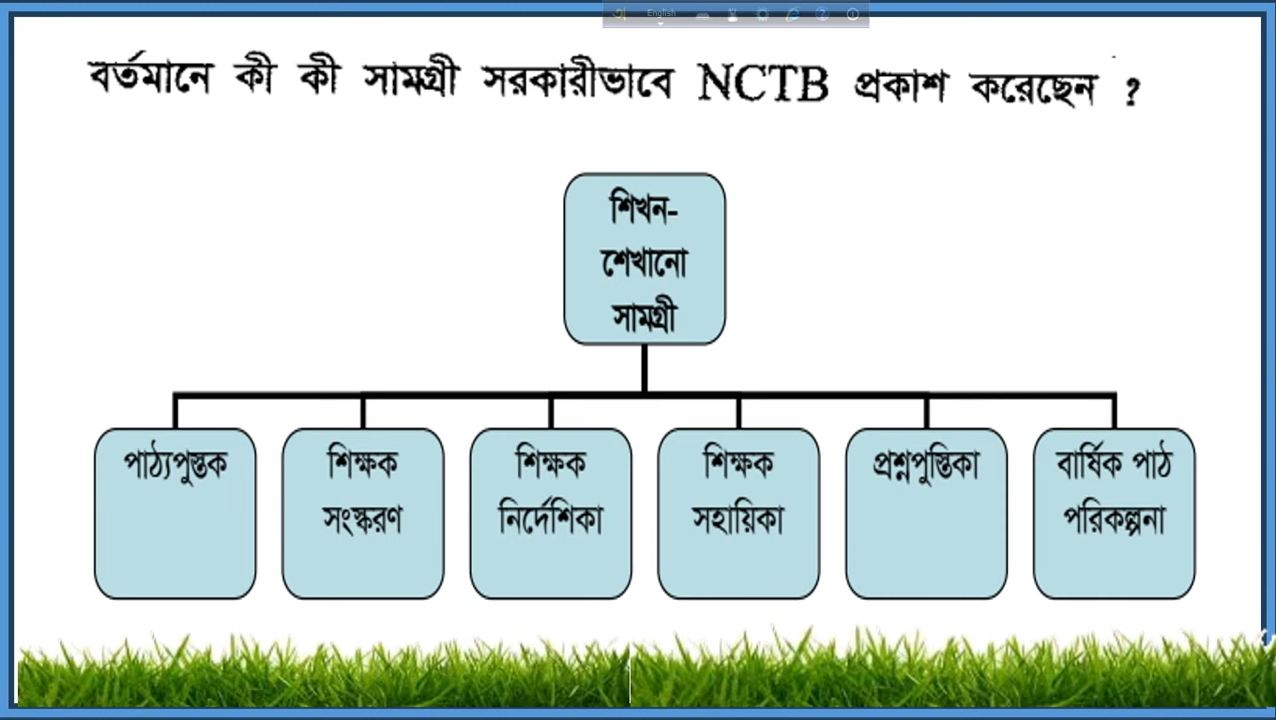 English
বর্তমানে কী কী সামগ্রী সরকারীভাবে NCTB প্রকাশ করেছেন ?
শিখন-
শেখানো
সামগ্রী
পাঠ্যপুস্তক
শিক্ষক
সংস্করণ
শিক্ষক
নির্দেশিকা
শিক্ষক
সহায়িকা
প্রশ্নপুস্তিকা
বার্ষিক পাঠ
পরিকল্পনা